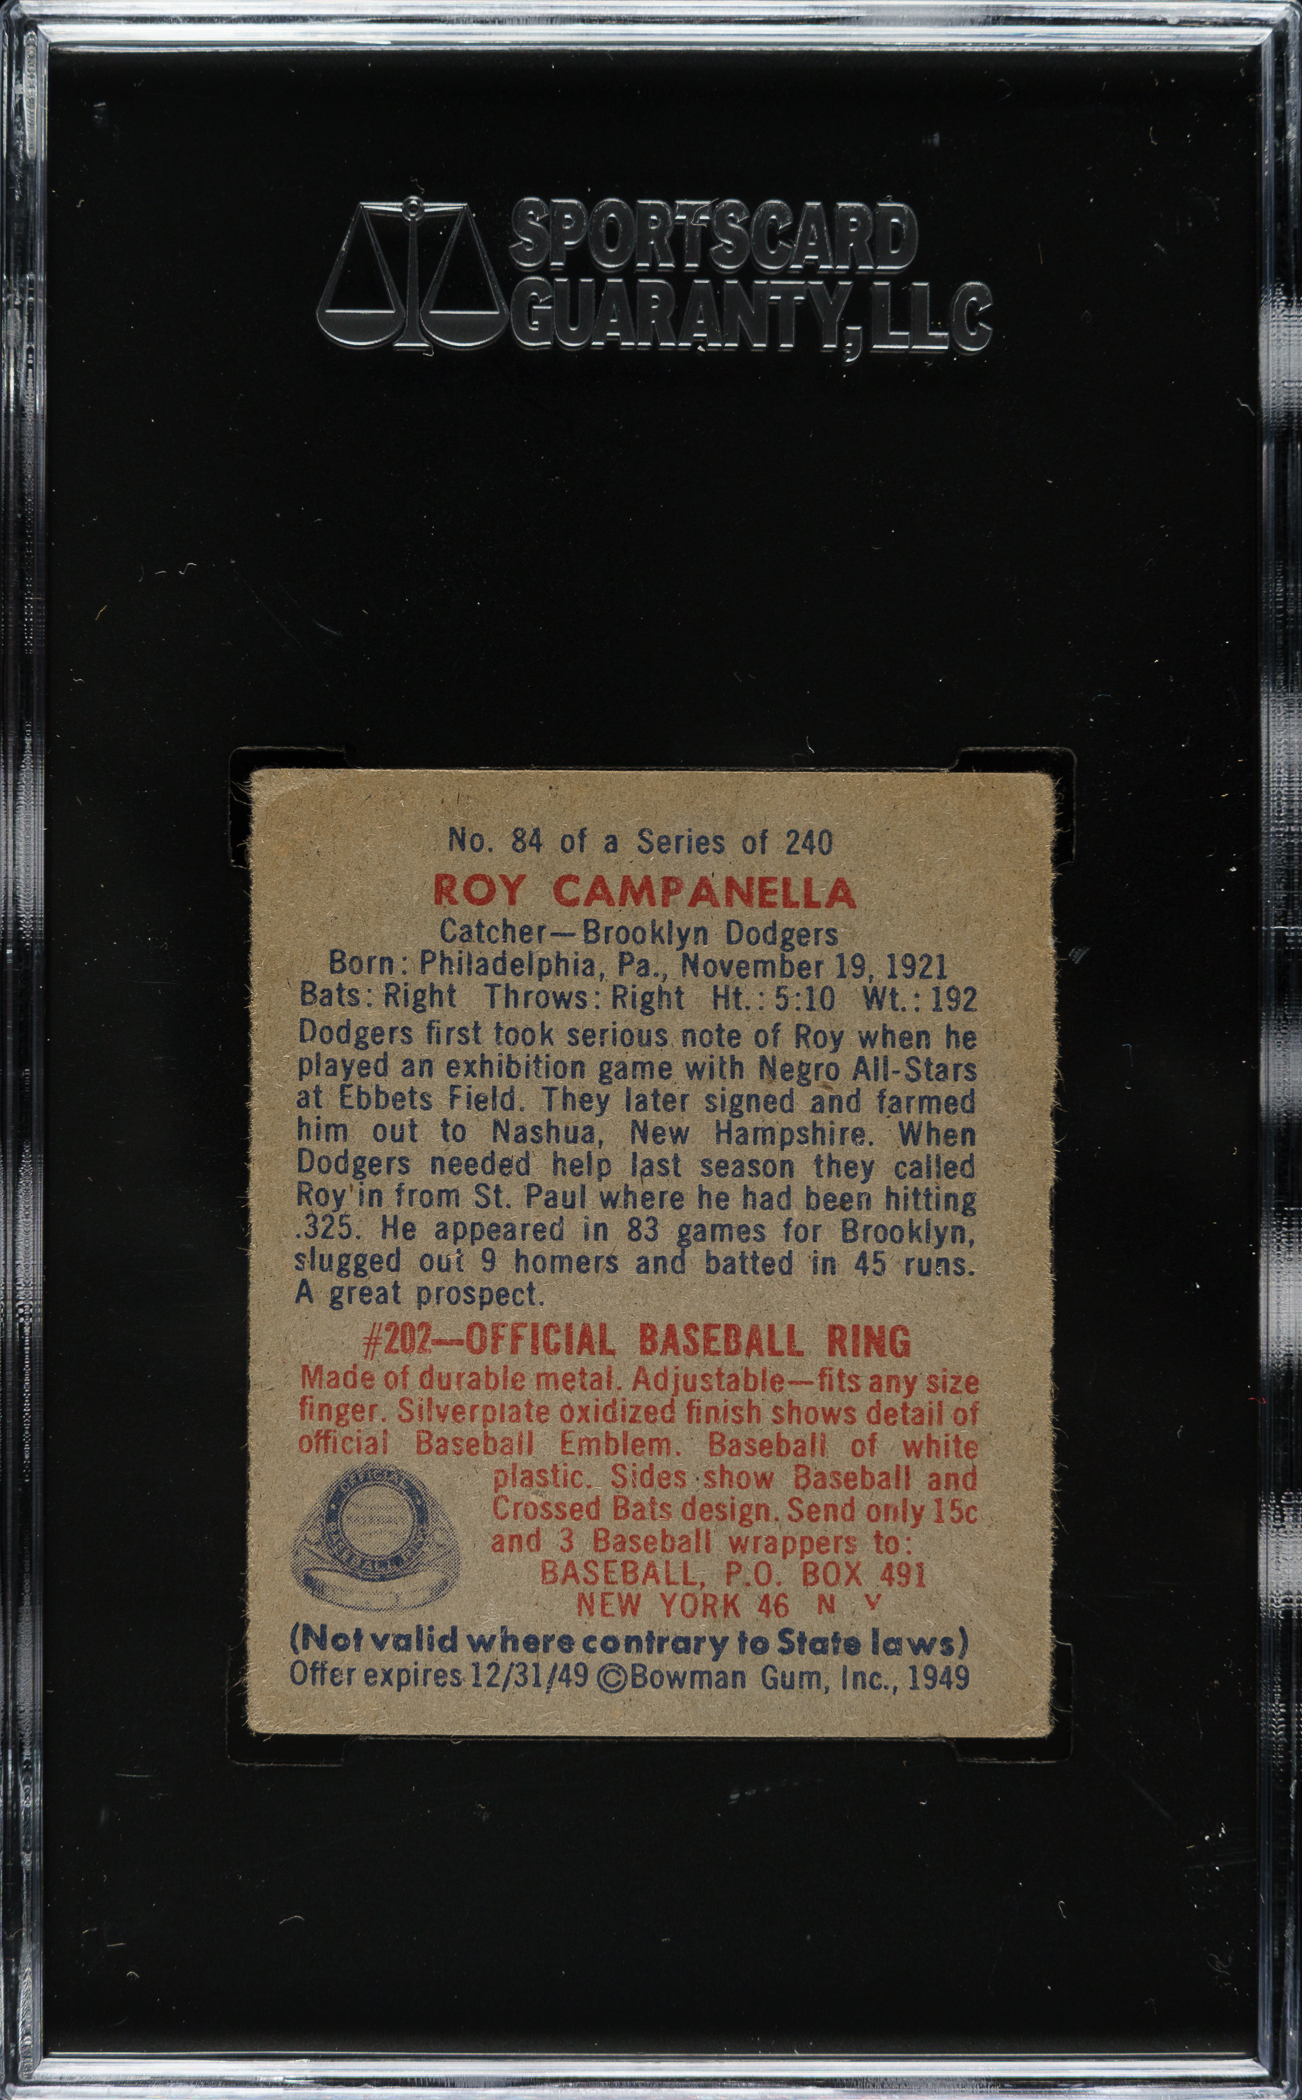 SPORTSCARD
GUARANTY, LLC
No. 84 of a Series of 240
ROY CAMPANELLA
Catcher—Brooklyn Dodgers
Born: Philadelphia, Pa., November 19, 1921
Bats: Right Throws: Right Ht.: 5:10 Wt.: 192
Dodgers first took serious note of Roy when he
played an exhibition game with Negro All-Stars
at Ebbets Field. They later signed and farmed
him out to Nashua, New Hampshire. When
Dodgers needed help last season they called
Roy in from St. Paul where he had been hitting
.325. He appeared in 83 games for Brooklyn,
slugged out 9 homers and batted in 45 runs.
A great prospect.
#202—OFFICIAL BASEBALL RING
Made of durable metal. Adjustable—fits any size
finger. Silverplate oxidized finish shows detail of
official Baseball Emblem. Baseball of white
plastic. Sides show Baseball and
Crossed Bats design. Send only 15c
and 3 Baseball wrappers to:
BASEBALL, P.O. BOX 491
NEW YORK 46 N Y
OFFICIAL
BASEBALL RING
(Not valid where contrary to State laws)
Offer expires 12/31/49 ©Bowman Gum, Inc., 1949